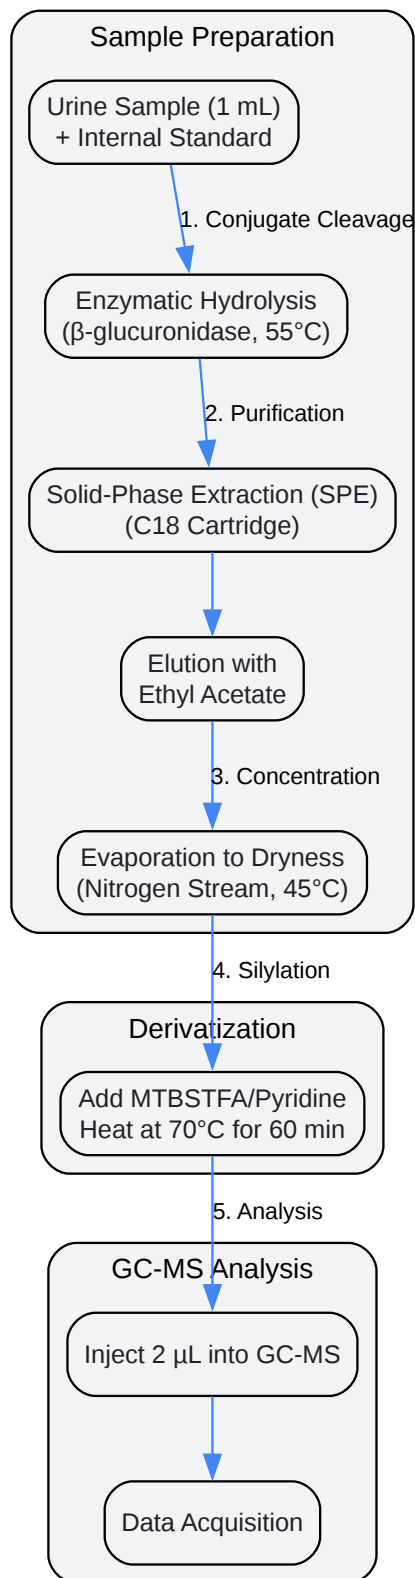 Sample Preparation
Urine Sample (1 mL)
+ Internal Standard
1. Conjugate Cleavage
Enzymatic Hydrolysis
(β-glucuronidase, 55°C)
2. Purification
Solid-Phase Extraction (SPE)
(C18 Cartridge)
Elution with
Ethyl Acetate
3. Concentration
Evaporation to Dryness
(Nitrogen Stream, 45°C)
4. Silylation
Derivatization
Add MTBSTFA/Pyridine
Heat at 70°C for 60 min
5. Analysis
GC-MS Analysis
Inject 2 µL into GC-MS
Data Acquisition